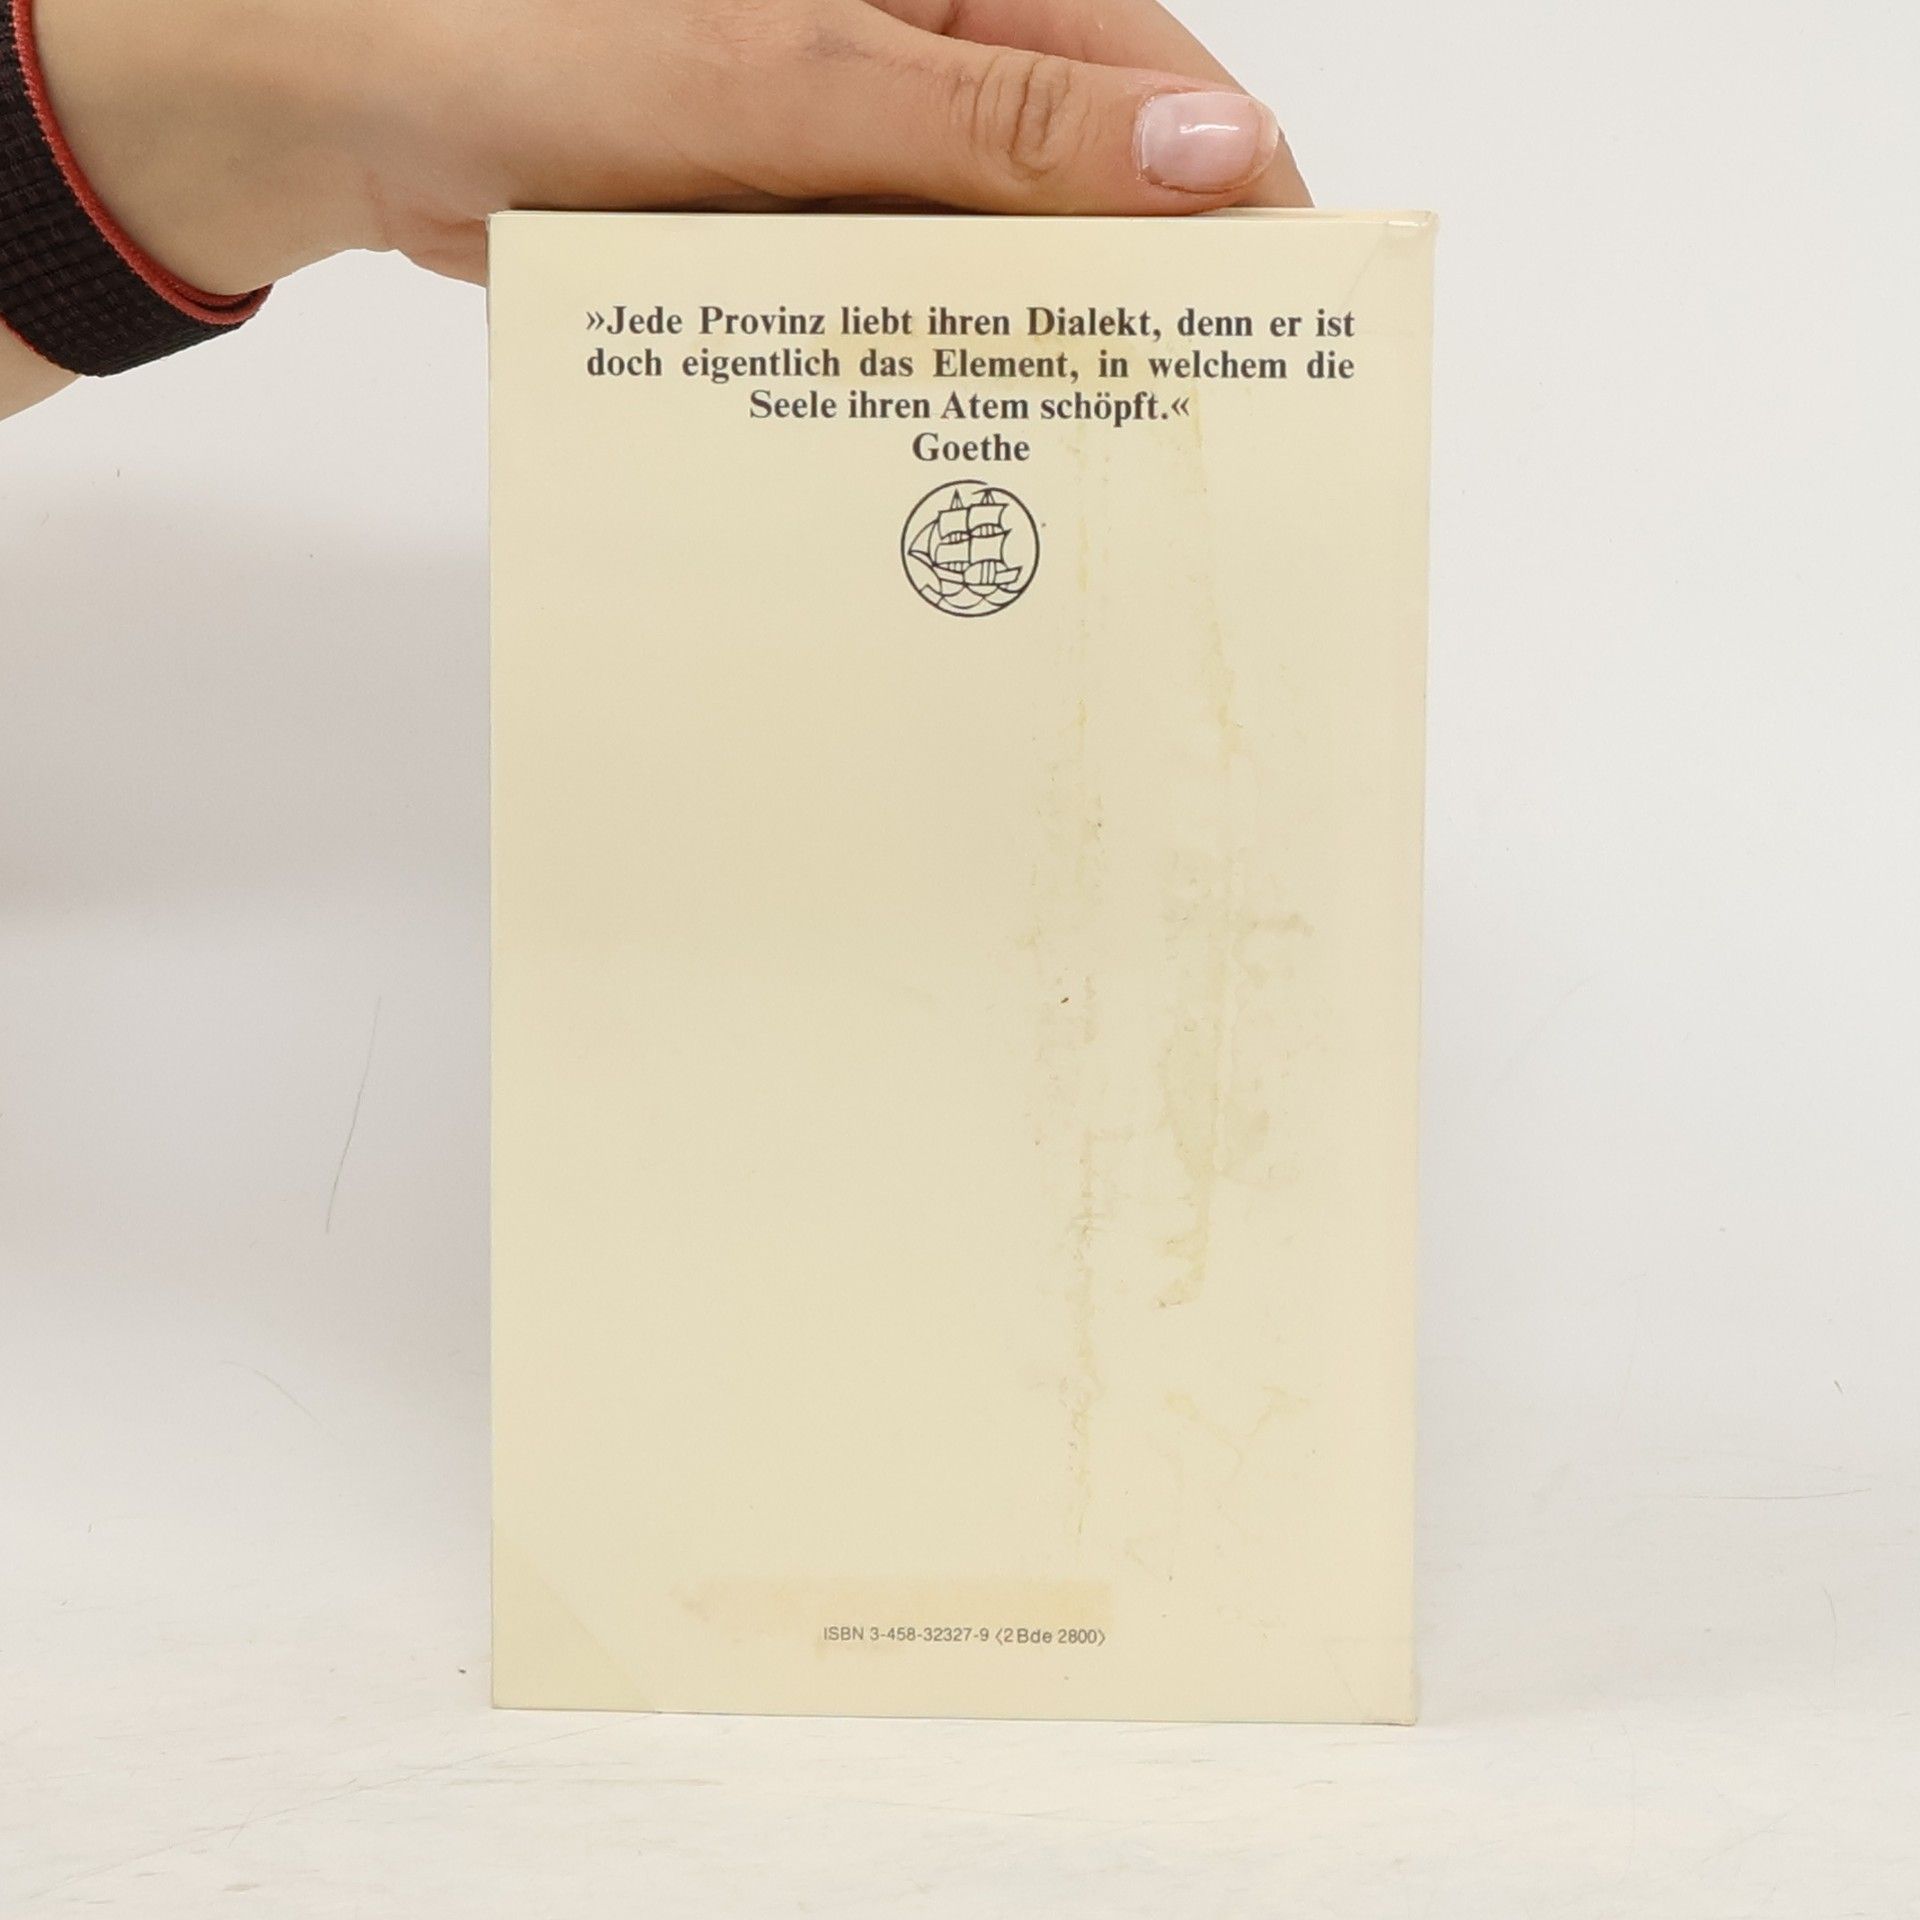 »Jede Provinz liebt ihren Dialekt, denn er ist
doch eigentlich das Element, in welchem die
Seele ihren Atem schöpft.«
Goethe
ISBN 3-458-32327-9 ⟨2 Bde 2800⟩